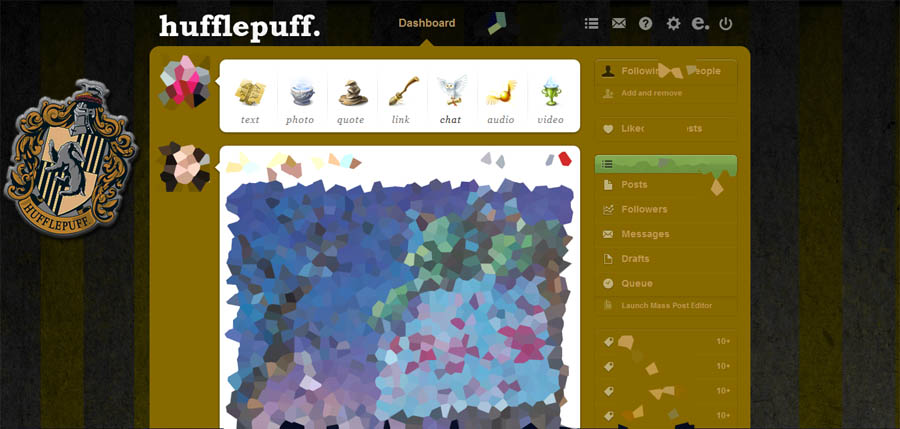 hufflepuff.
Dashboard
text photo quote link chat audio video
Add and remove
Posts
Followers
Messages
Drafts
Queue
Launch Mass Post Editor
10+
10+
10+
10+
HUFFLEPUFF